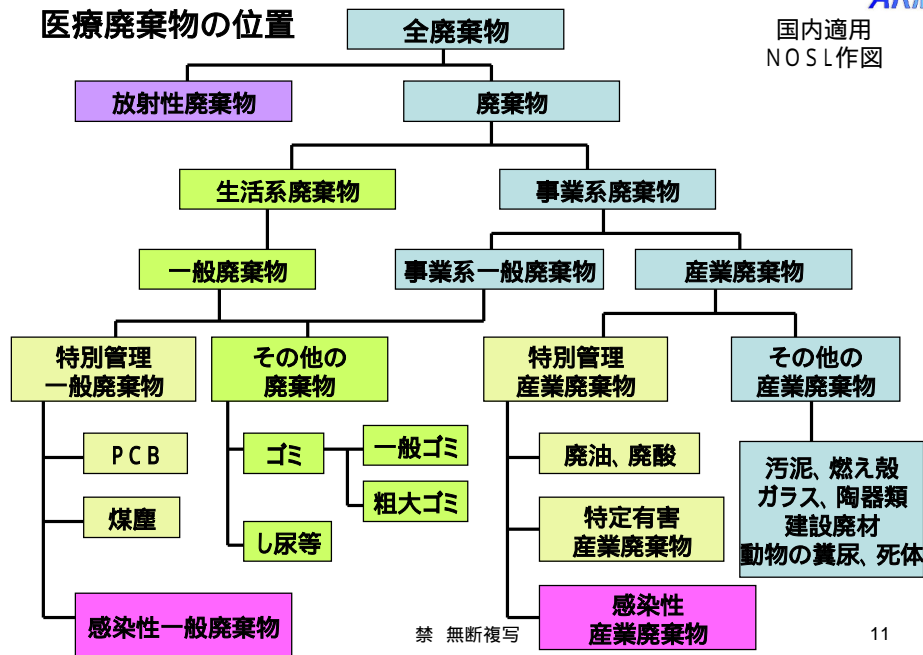 医療廃棄物の位置
国内適用
NOSL作図
全廃棄物
放射性廃棄物
廃棄物
生活系廃棄物
事業系廃棄物
一般廃棄物
事業系一般廃棄物
産業廃棄物
特別管理
一般廃棄物
その他の
廃棄物
特別管理
産業廃棄物
その他の
産業廃棄物
PCB
ゴミ
一般ゴミ
廃油、廃酸
煤塵
粗大ゴミ
し尿等
特定有害
産業廃棄物
汚泥、燃え殻
ガラス、陶器類
建設廃材
動物の糞尿、死体
感染性一般廃棄物
感染性
産業廃棄物
禁 無断複写
11